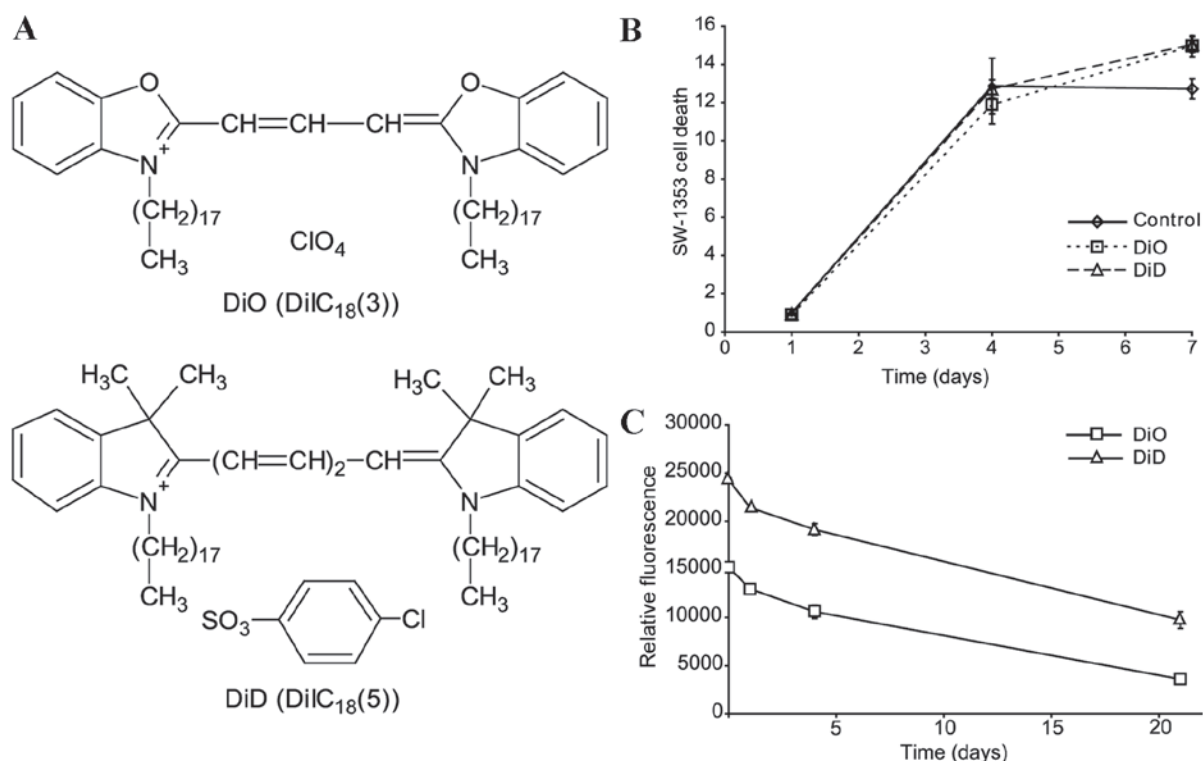 A
O
O
CH=CH
CH
CH
N
+
N
(CH2)17
(CH2)17
CH3
CH3
ClO4
DiO (DiIC18(3))
H3C
CH3
H3C
CH3
(CH=CH)2
CH
N
+
N
(CH2)17
(CH2)17
CH3
CH3
SO3
Cl
DiD (DiIC18(5))
B
SW-1353 cell death
16
14
12
10
8
6
4
2
0
0
1
2
3
4
5
6
7
Time (days)
Control
DiO
DiD
C
Relative fluorescence
30000
25000
20000
15000
10000
5000
0
5
10
15
20
Time (days)
DiO
DiD